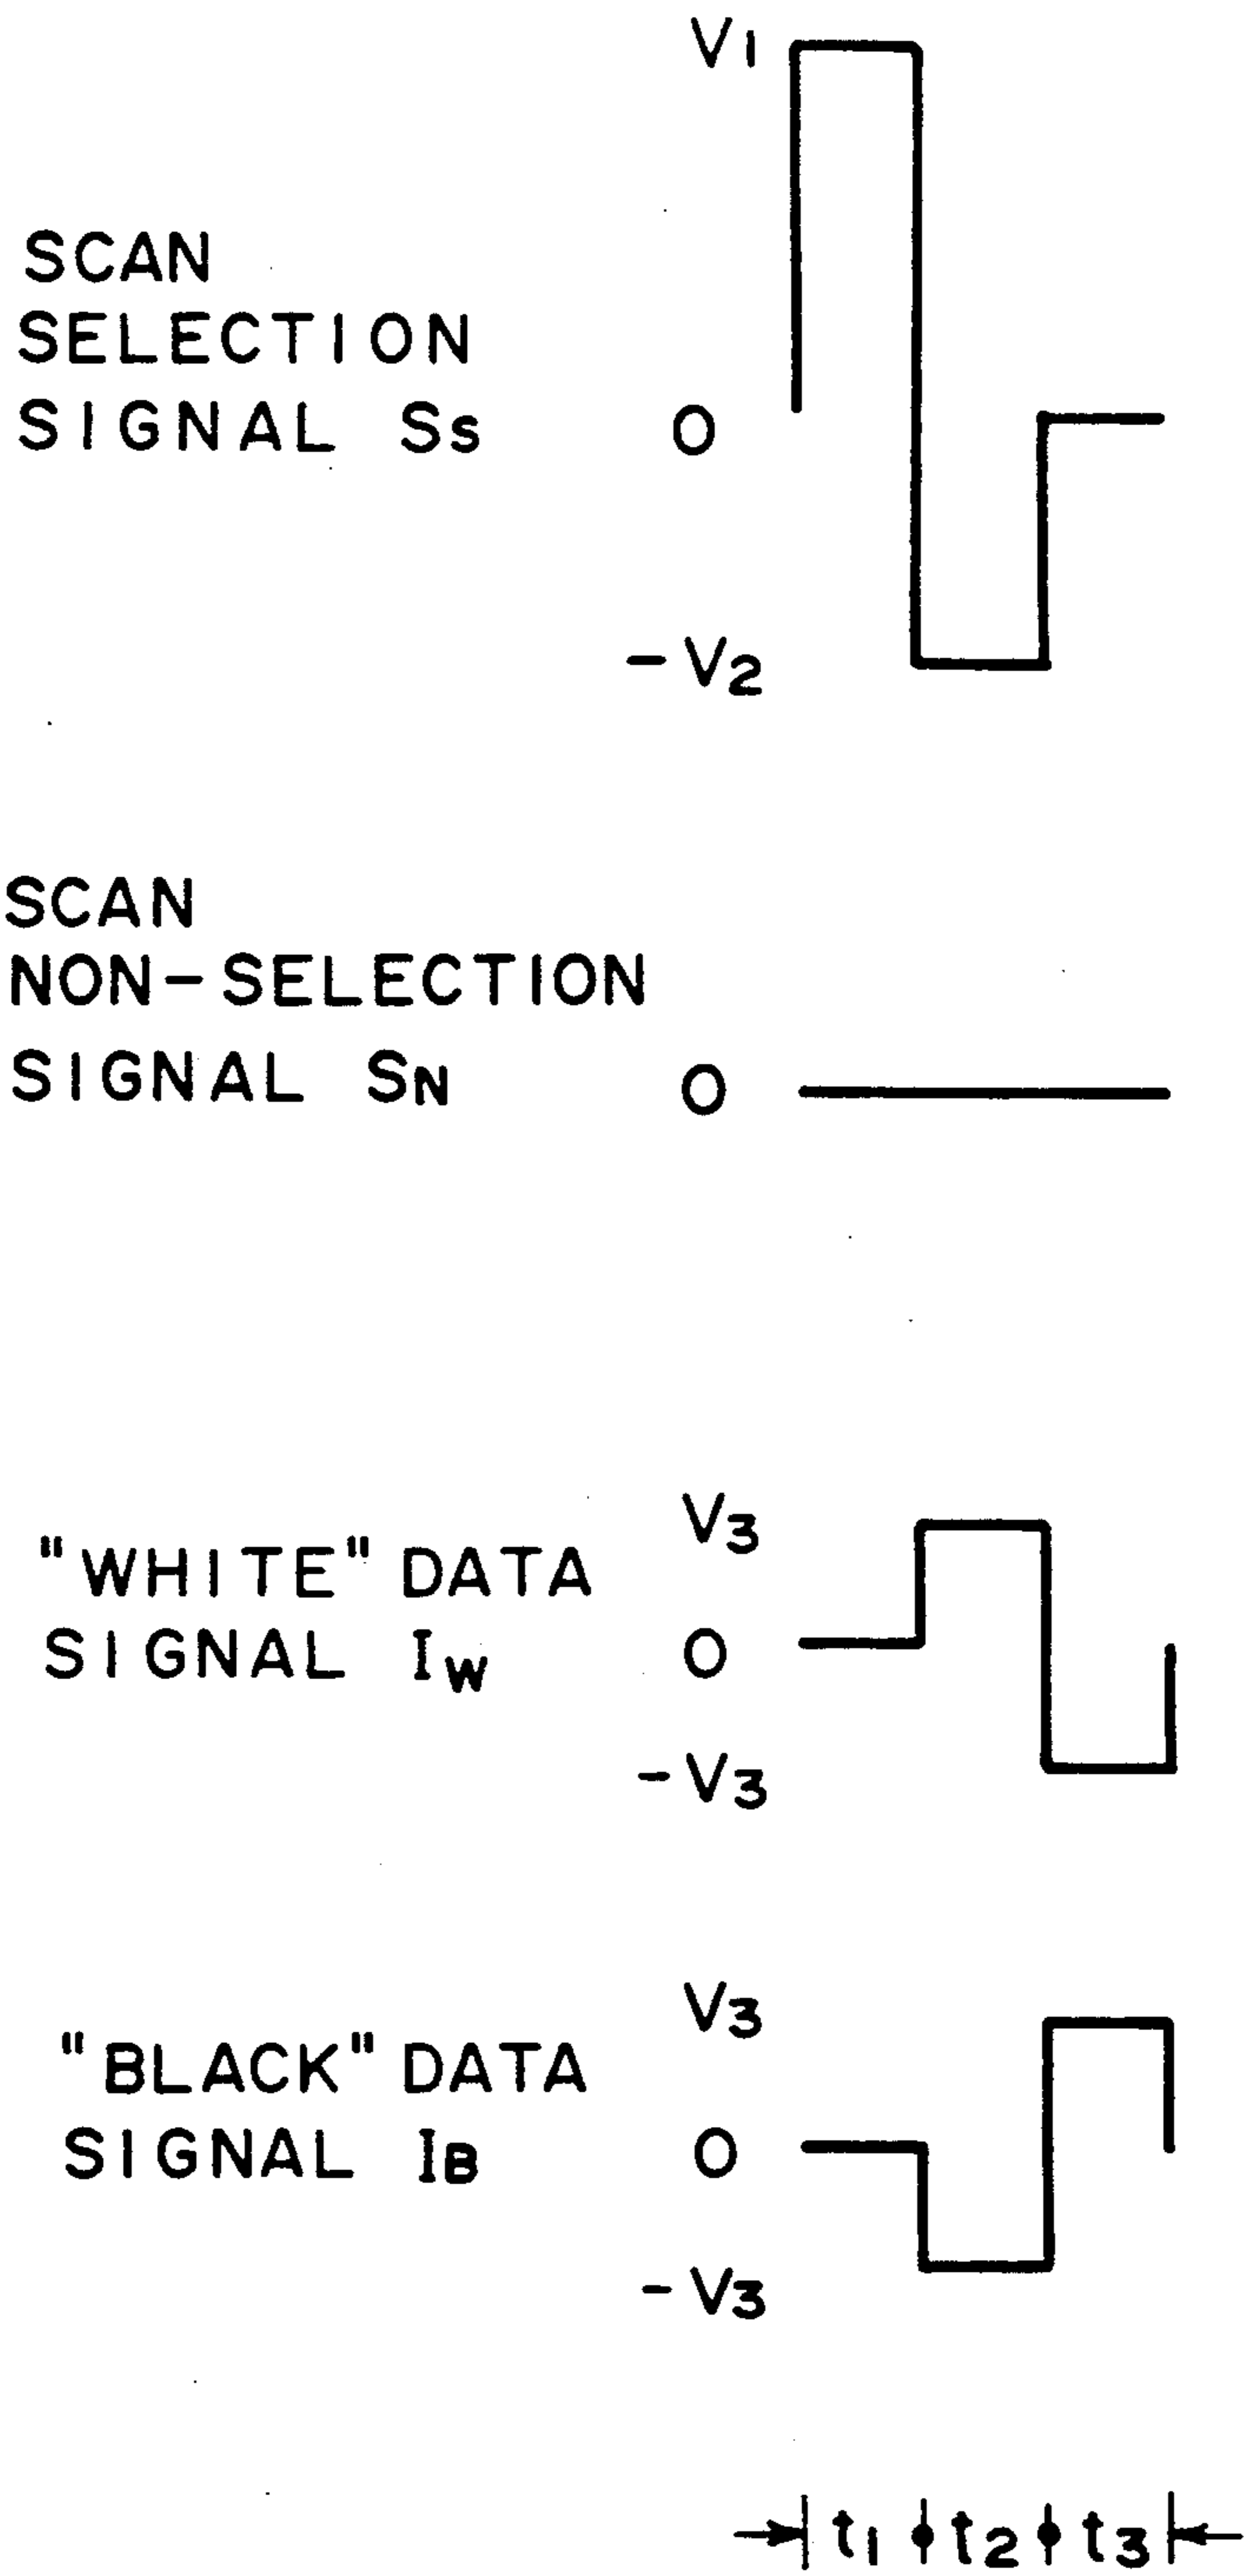 V1
SCAN
SELECTION
SIGNAL Ss
0
-V2
SCAN
NON-SELECTION
SIGNAL SN
0
V3
"WHITE" DATA
SIGNAL IW
0
-V3
V3
"BLACK" DATA
SIGNAL IB
0
-V3
t1 t2 t3